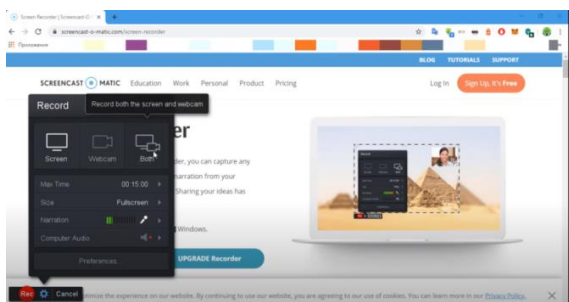 Screen Recorder | Screencast-O-
screencast-o-matic.com/screen-recorder
Приложения
BLOG TUTORIALS SUPPORT
SCREENCAST MATIC Education Work Personal Product Pricing Log In Sign Up, It's Free
Record
Record both the screen and webcam
er
Screen Webcam Both
der, you can capture any
narration from your
Sharing your ideas has
Max Time 00:15:00
Size Fullscreen
Narration
Computer Audio
Windows.
Preferences...
UPGRADE Recorder
Rec Cancel
the experience on our website. By continuing to use our website, you are agreeing to our use of cookies. You can learn more in our Privacy Policy.